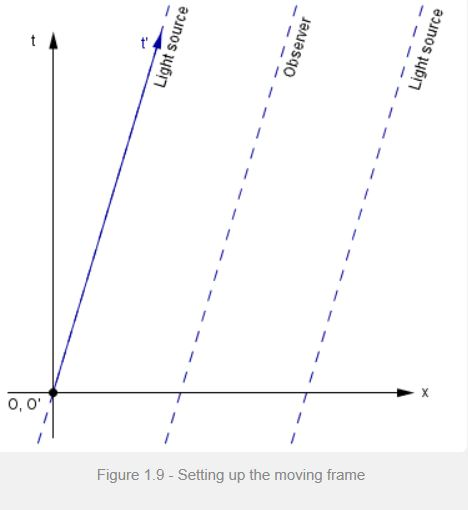 t
t'
Light source
Observer
Light source
O, O'
x
Figure 1.9 - Setting up the moving frame